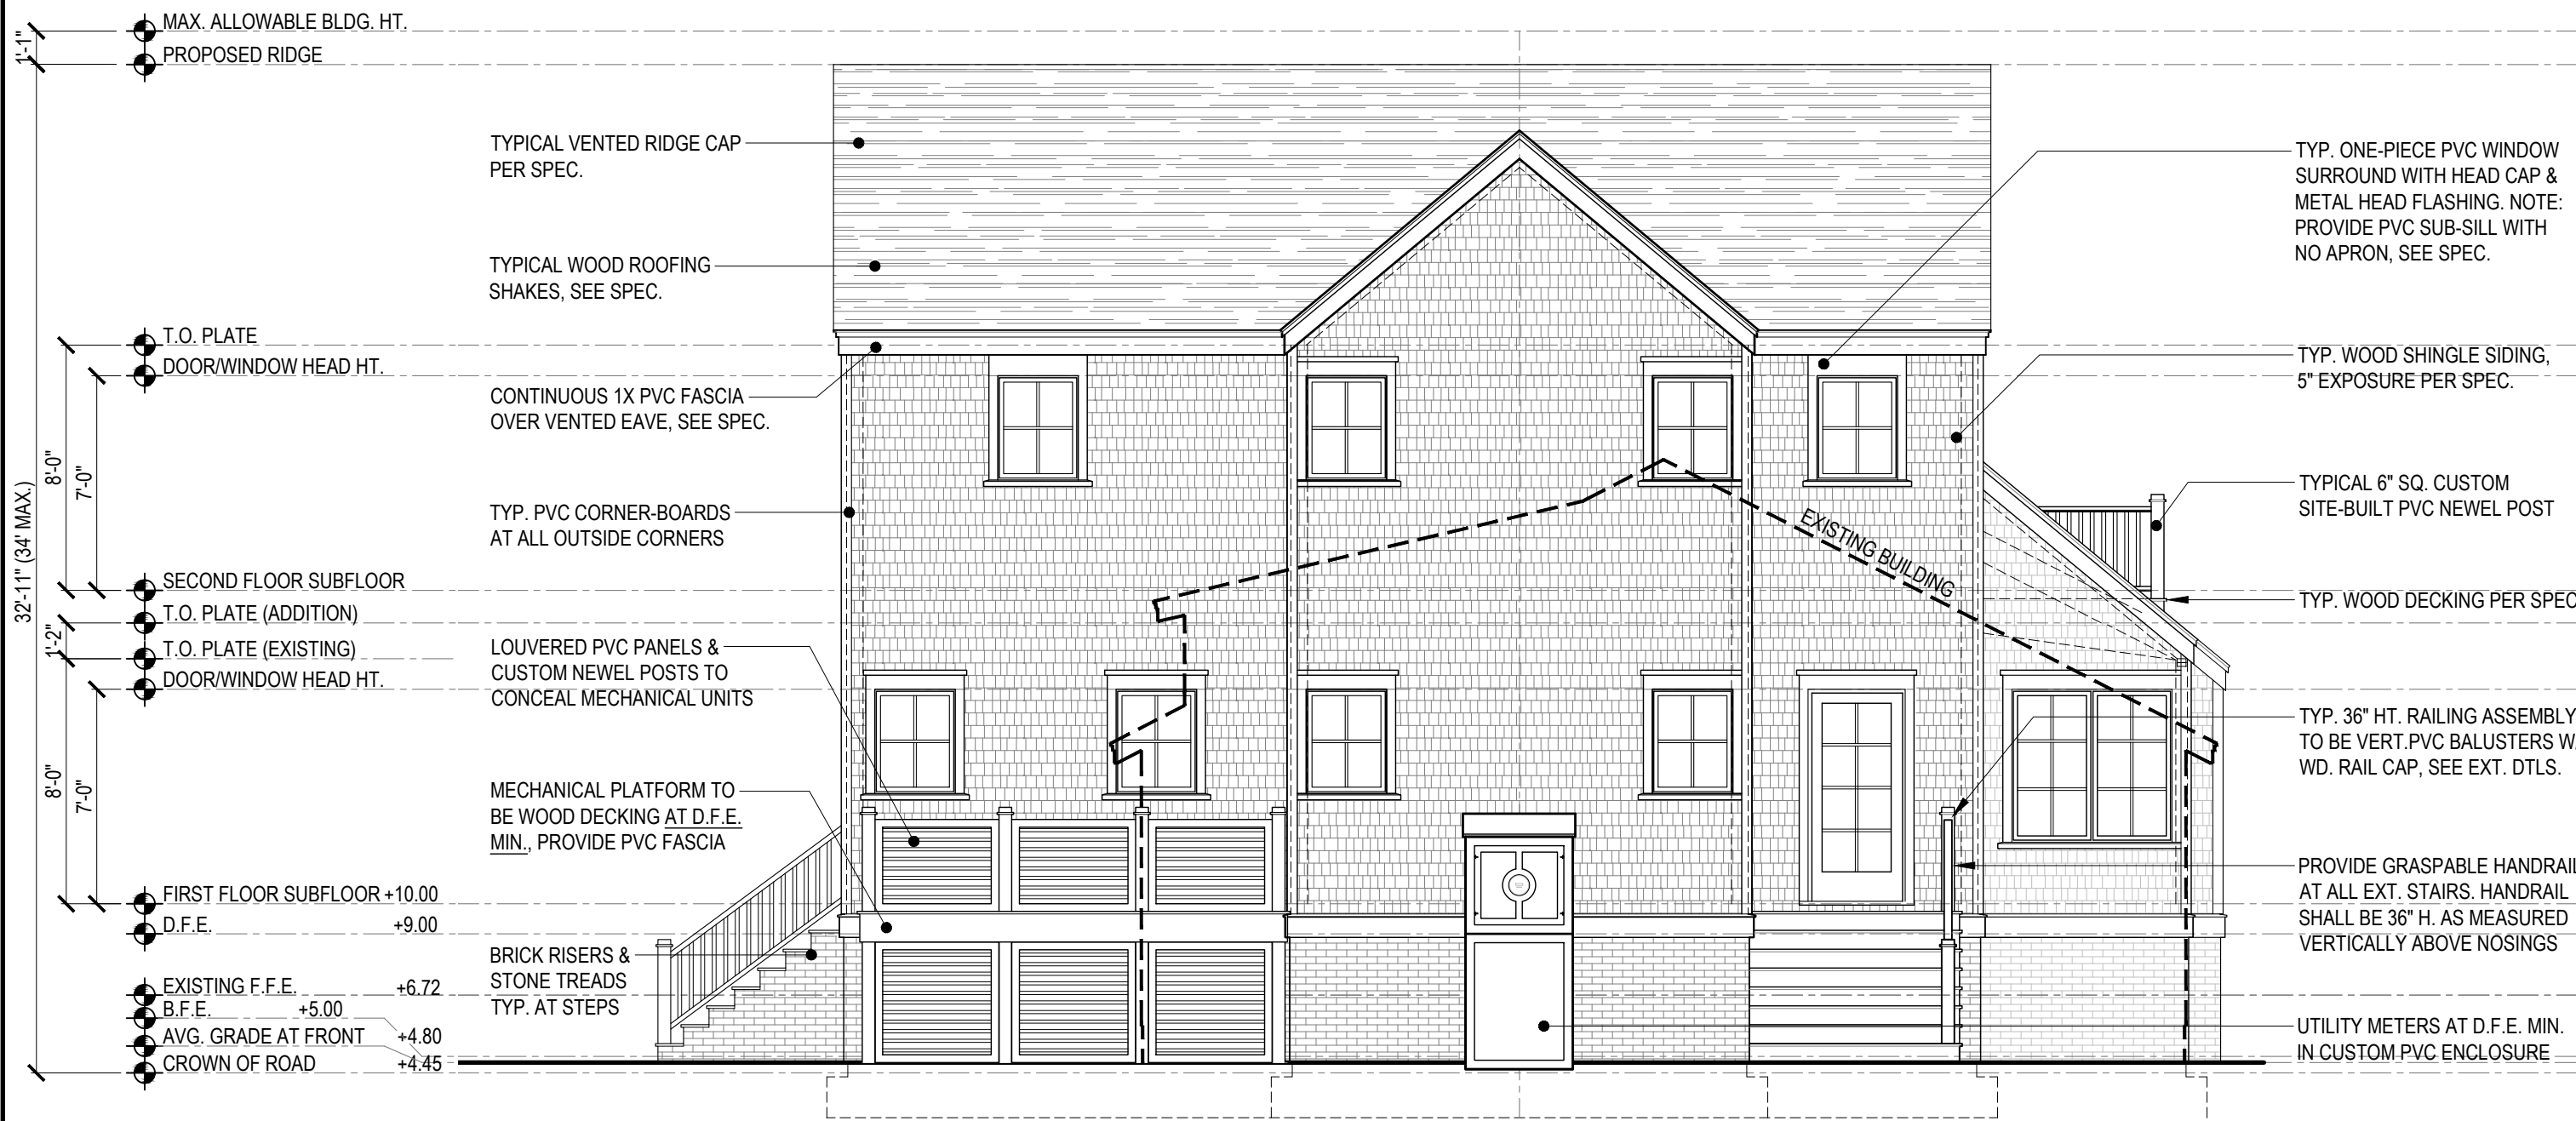 MAX. ALLOWABLE BLDG. HT.
1'-1"
PROPOSED RIDGE
32'-11" (34' MAX.)
T.O. PLATE
DOOR/WINDOW HEAD HT.
8'-0"
7'-0"
SECOND FLOOR SUBFLOOR
T.O. PLATE (ADDITION)
1'-2"
T.O. PLATE (EXISTING)
DOOR/WINDOW HEAD HT.
8'-0"
7'-0"
FIRST FLOOR SUBFLOOR +10.00
D.F.E. +9.00
EXISTING F.F.E. +6.72
B.F.E. +5.00
AVG. GRADE AT FRONT +4.80
CROWN OF ROAD +4.45
TYPICAL VENTED RIDGE CAP
PER SPEC.
TYPICAL WOOD ROOFING
SHAKES, SEE SPEC.
CONTINUOUS 1X PVC FASCIA
OVER VENTED EAVE, SEE SPEC.
TYP. PVC CORNER-BOARDS
AT ALL OUTSIDE CORNERS
LOUVERED PVC PANELS &
CUSTOM NEWEL POSTS TO
CONCEAL MECHANICAL UNITS
MECHANICAL PLATFORM TO
BE WOOD DECKING AT D.F.E.
MIN., PROVIDE PVC FASCIA
BRICK RISERS &
STONE TREADS
TYP. AT STEPS
EXISTING BUILDING
TYP. ONE-PIECE PVC WINDOW
SURROUND WITH HEAD CAP &
METAL HEAD FLASHING. NOTE:
PROVIDE PVC SUB-SILL WITH
NO APRON, SEE SPEC.
TYP. WOOD SHINGLE SIDING,
5" EXPOSURE PER SPEC.
TYPICAL 6" SQ. CUSTOM
SITE-BUILT PVC NEWEL POST
TYP. WOOD DECKING PER SPEC
TYP. 36" HT. RAILING ASSEMBLY
TO BE VERT.PVC BALUSTERS W
WD. RAIL CAP, SEE EXT. DTLS.
PROVIDE GRASPABLE HANDRAIL
AT ALL EXT. STAIRS. HANDRAIL
SHALL BE 36" H. AS MEASURED
VERTICALLY ABOVE NOSINGS
UTILITY METERS AT D.F.E. MIN.
IN CUSTOM PVC ENCLOSURE